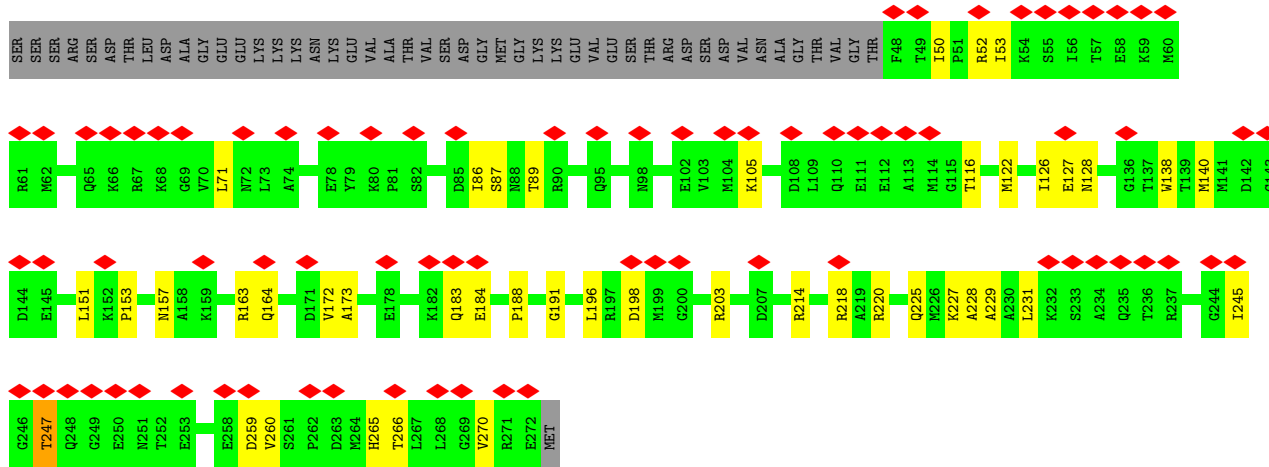 SER SER SER ARG SER ASP THR LEU ASP ALA GLY GLU GLU LYS LYS LYS ASN LYS GLU VAL ALA THR VAL SER ASP GLY MET GLY LYS LYS GLU VAL GLU SER THR ARG ASP SER ASP VAL ASN ALA GLY THR VAL GLY THR F48 T49 I50 P51 R52 I53 K54 S55 I56 T57 E58 K59 M60
R61 M62 Q65 K66 R67 K68 G69 V70 L71 N72 L73 A74 E78 Y79 K80 P81 S82 D85 I86 S87 N88 T89 R90 Q95 N98 E102 V103 M104 K105 D108 L109 Q110 E111 E112 A113 M114 G115 T116 M122 I126 E127 N128 G136 T137 W138 T139 M140 M141 D142
D144 E145 L151 K152 P153 N157 A158 K159 R163 Q164 D171 V172 A173 E178 K182 Q183 E184 P188 G191 L196 R197 D198 M199 G200 R203 D207 R214 R218 A219 R220 Q225 M226 K227 A228 A229 A230 L231 K232 S233 A234 Q235 T236 R237 G244 I245
G246 T247 Q248 G249 E250 N251 T252 E253 E258 D259 V260 S261 P262 D263 M264 H265 T266 L267 L268 G269 V270 R271 E272 MET